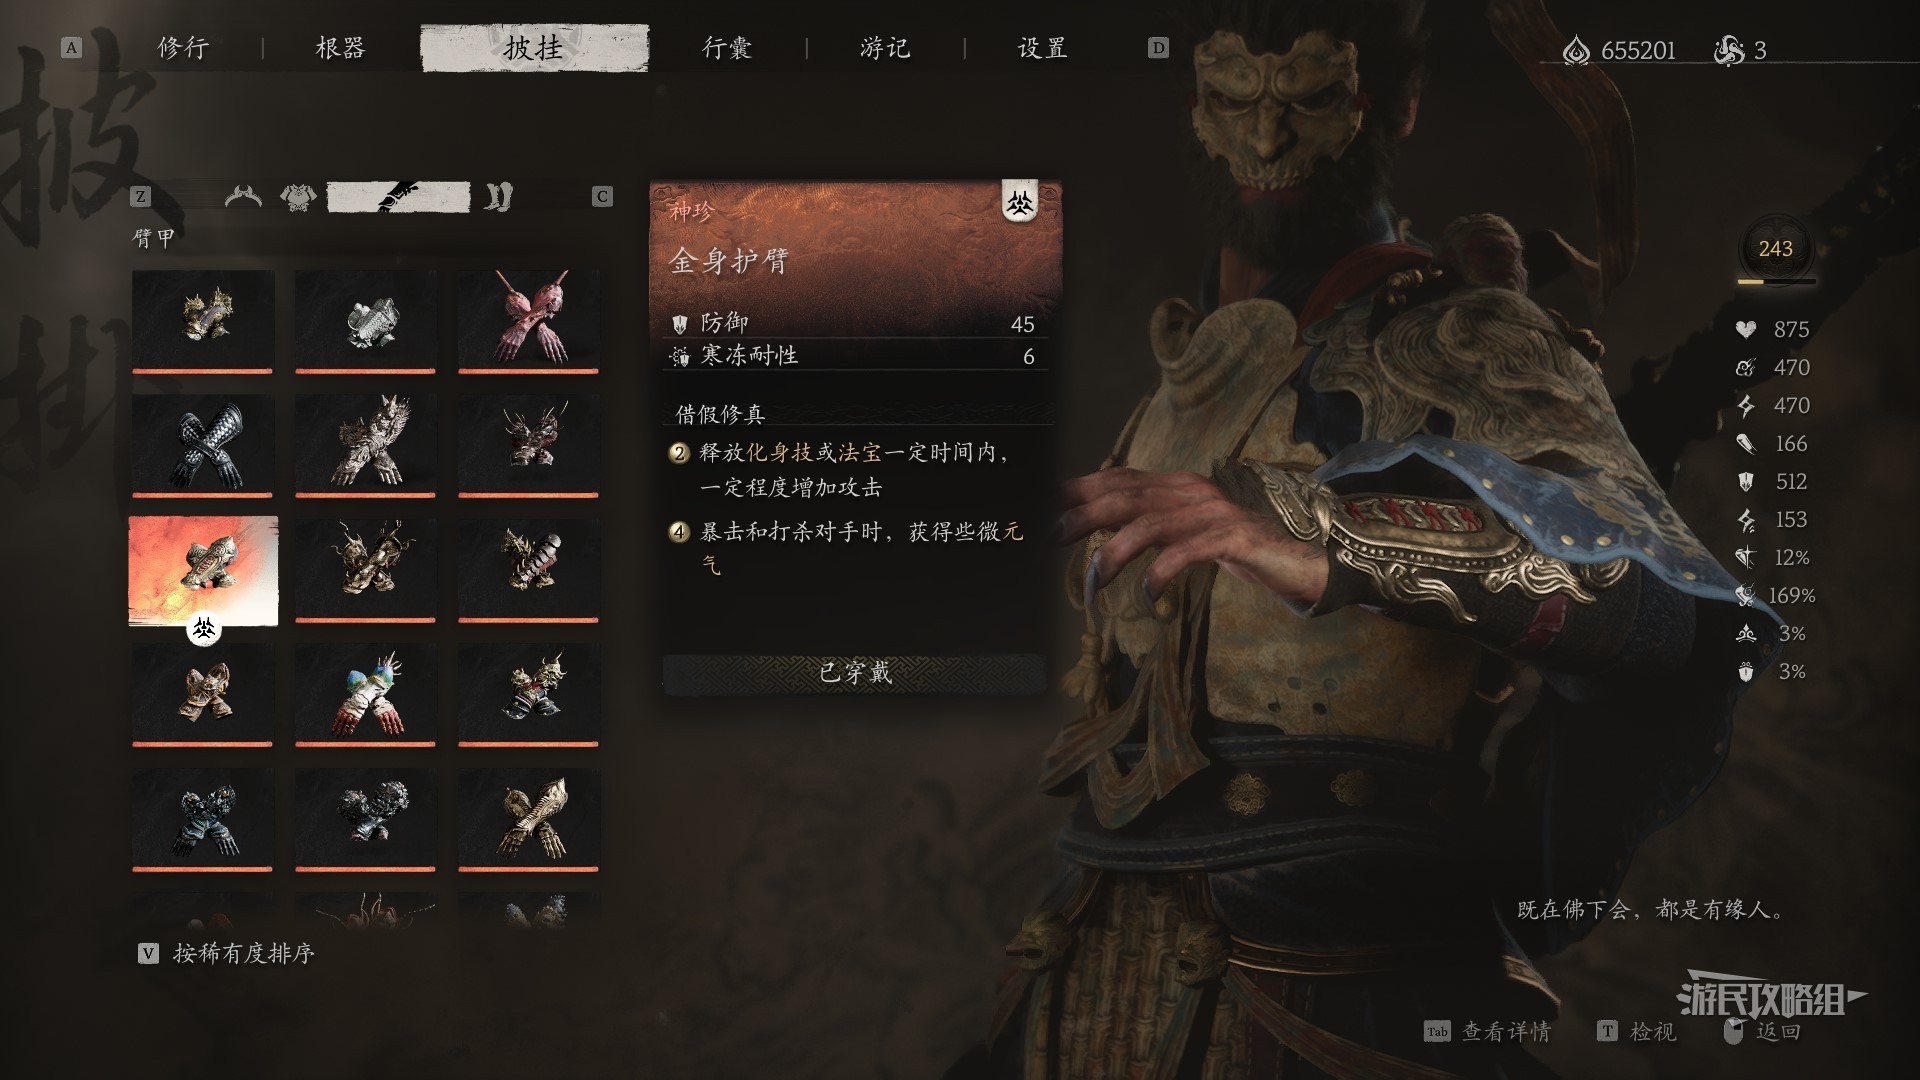 A
修行
根器
披挂
行囊
游记
设置
D
655201
3
披挂
Z
C
臂甲
神珍
金身护臂
防御 45
寒冻耐性 6
借假修真
2 释放化身技或法宝一定时间内，
一定程度增加攻击
4 暴击和打杀对手时，获得些微元
气
已穿戴
243
875
470
470
166
512
153
12%
169%
3%
3%
既在佛下会，都是有缘人。
V 按稀有度排序
游民攻略组
Tab 查看详情
T 检视
返回